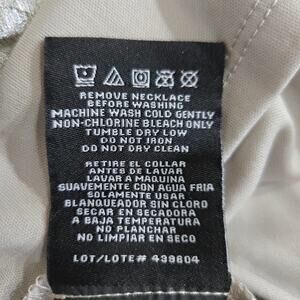 REMOVE NECKLACE
BEFORE WASHING
MACHINE WASH COLD GENTLY
NON-CHLORINE BLEACH ONLY
TUMBLE DRY LOW
DO NOT IRON
DO NOT DRY CLEAN
RETIRE EL COLLAR
ANTES DE LAVAR
LAVAR A MAQUINA
SUAVEMENTE CON AGUA FRIA
SOLAMENTE USAR
BLANQUEADOR SIN CLORO
SECAR EN SECADORA
A BAJA TEMPERATURA
NO PLANCHAR
NO LIMPIAR EN SECO
LOT/LOTE# 439604